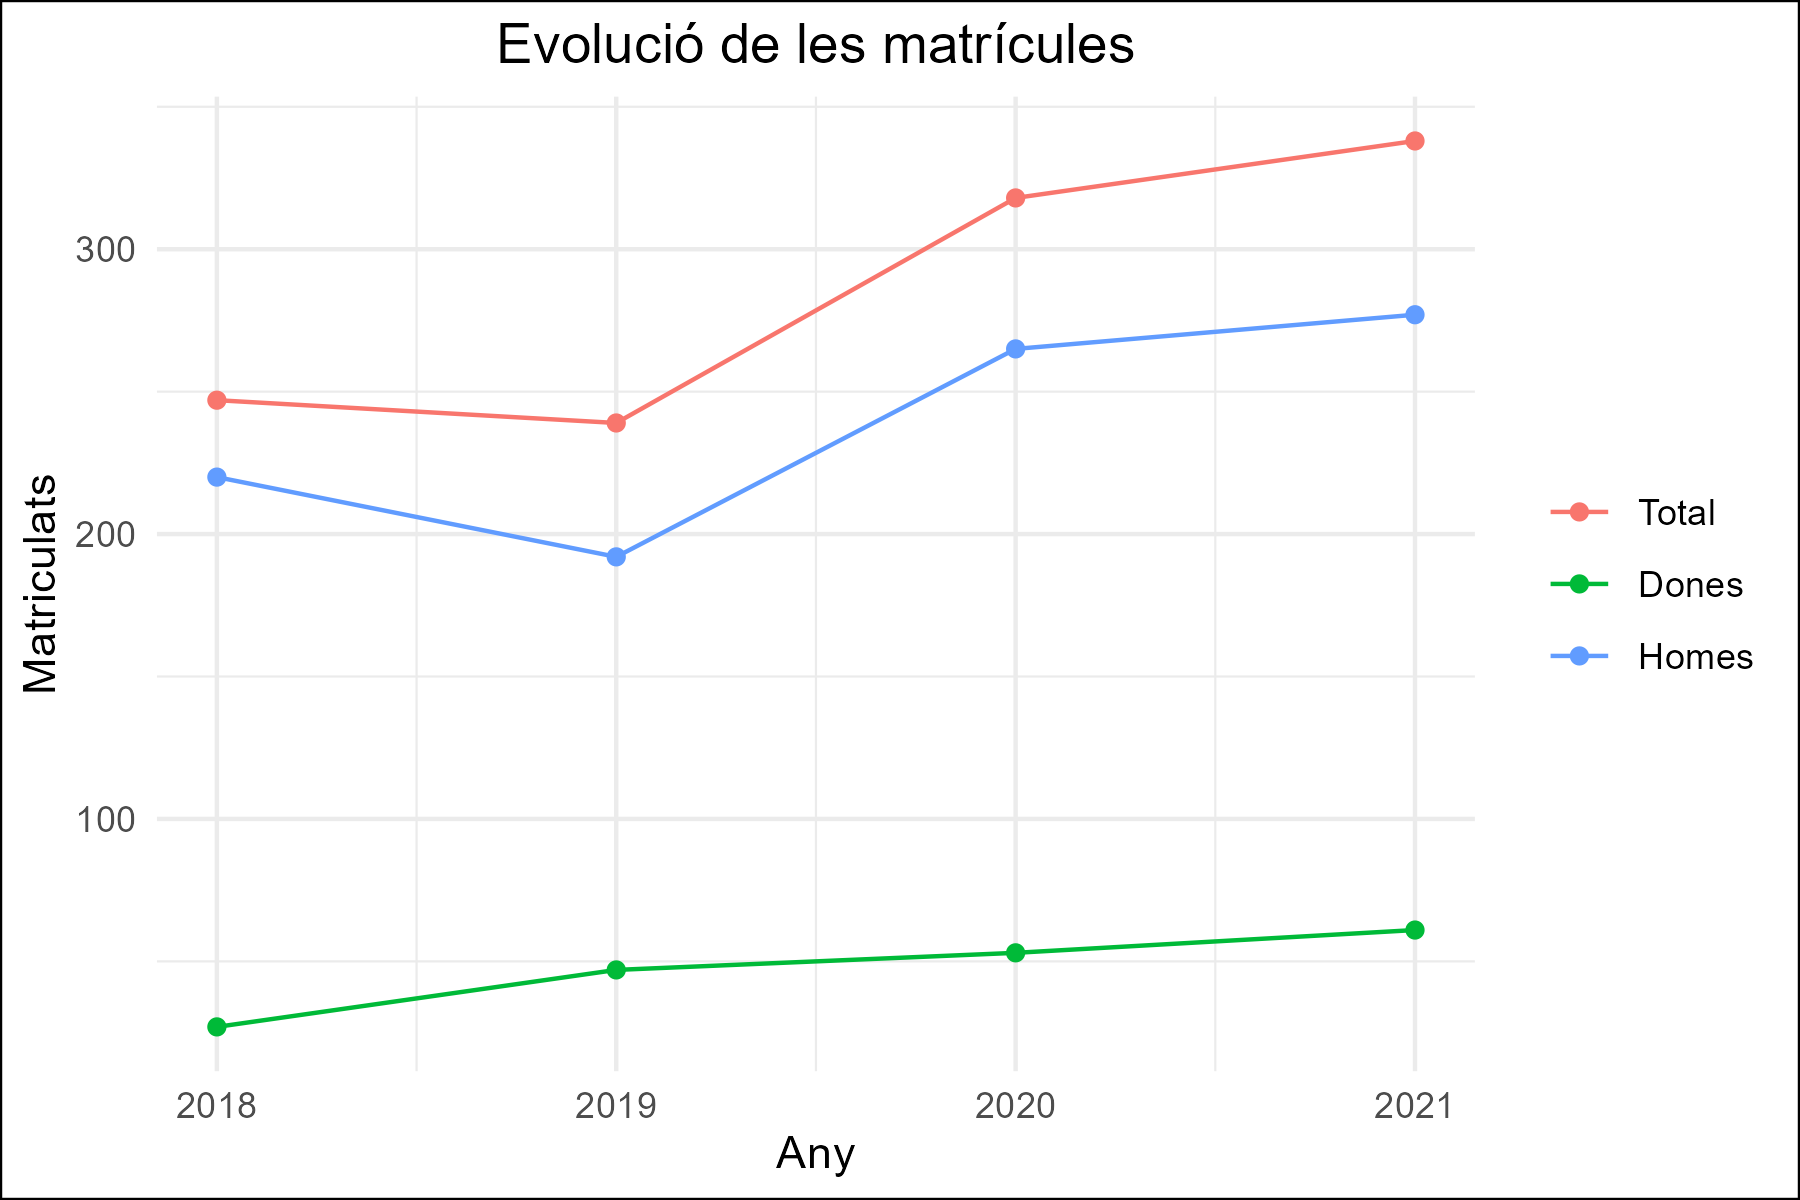 Evolució de les matrícules
Matriculats
300
200
100
2018
2019
2020
2021
Any
Total
Dones
Homes